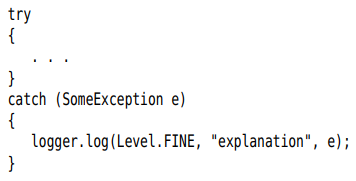 try
{
   . . .
}
catch (SomeException e)
{
   logger.log(Level.FINE, "explanation", e);
}